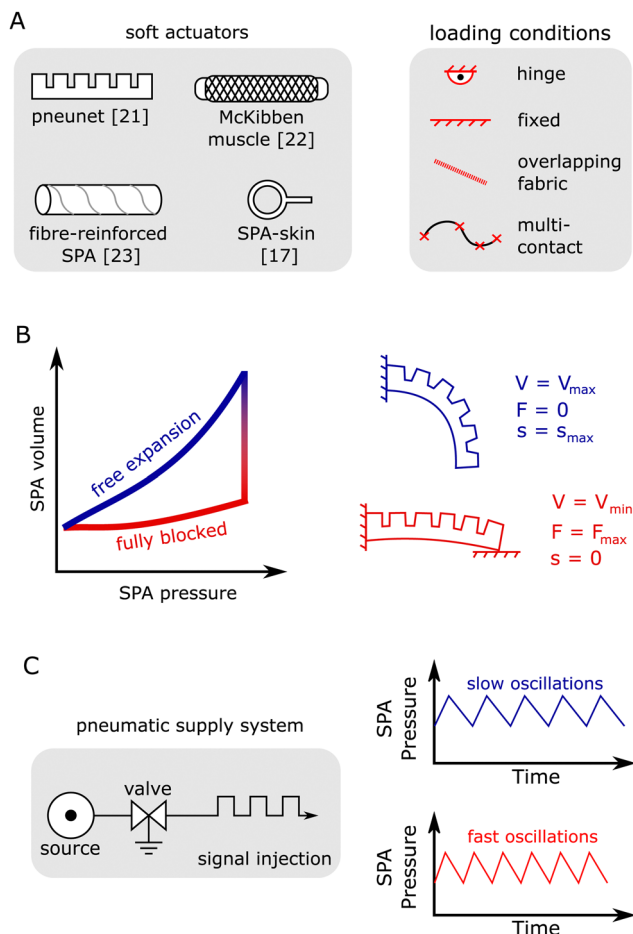 A
soft actuators
pneunet [21]
McKibben
muscle [22]
fibre-reinforced
SPA [23]
SPA-skin
[17]
loading conditions
hinge
fixed
overlapping
fabric
multi-
contact
B
SPA volume
free expansion
fully blocked
SPA pressure
V = Vmax
F = 0
s = smax
V = Vmin
F = Fmax
s = 0
C
pneumatic supply system
valve
source
signal injection
SPA
Pressure
slow oscillations
Time
SPA
Pressure
fast oscillations
Time